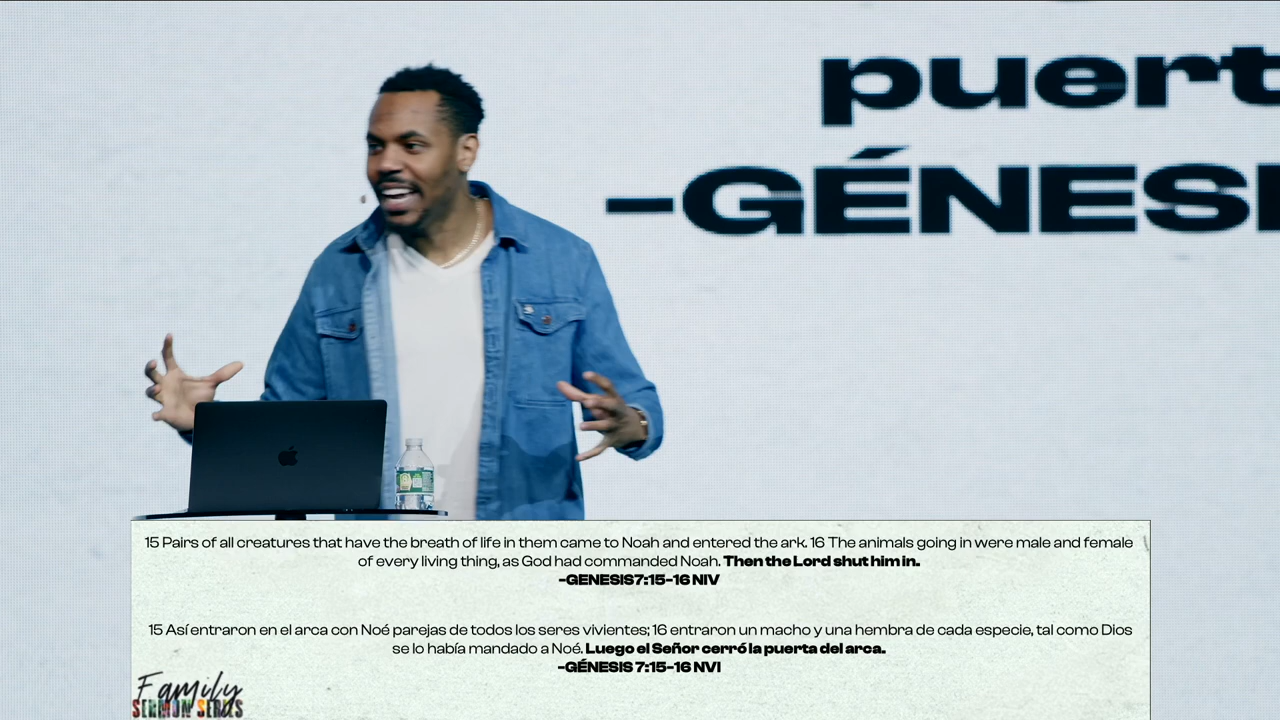 puert
-GÉNESI
15 Pairs of all creatures that have the breath of life in them came to Noah and entered the ark. 16 The animals going in were male and female
of every living thing, as God had commanded Noah. Then the Lord shut him in.
-GENESIS7:15-16 NIV
15 Así entraron en el arca con Noé parejas de todos los seres vivientes; 16 entraron un macho y una hembra de cada especie, tal como Dios
se lo había mandado a Noé. Luego el Señor cerró la puerta del arca.
-GÉNESIS 7:15-16 NVI
Family
SERMON SERIES